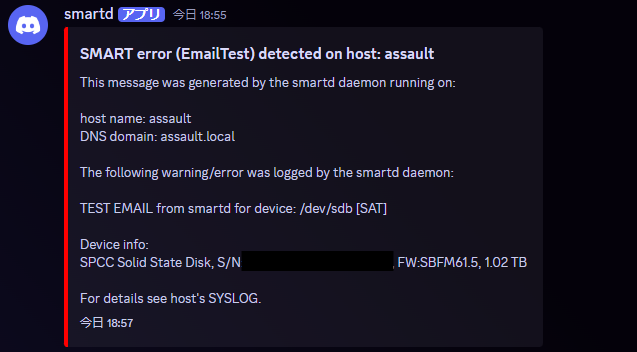 smartd アプリ 今日 18:55
SMART error (EmailTest) detected on host: assault
This message was generated by the smartd daemon running on:
host name: assault
DNS domain: assault.local
The following warning/error was logged by the smartd daemon:
TEST EMAIL from smartd for device: /dev/sdb [SAT]
Device info:
SPCC Solid State Disk, S/N , FW:SBFM61.5, 1.02 TB
For details see host's SYSLOG.
今日 18:57